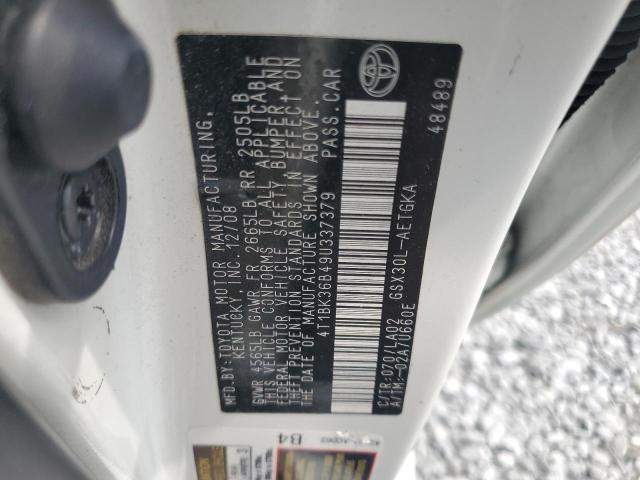 MFD.BY:TOYOTA MOTOR MANUFACTURING,
KENTUCKY INC. 12/08
GVWR 4565LB GAWR FR 2665LB RR 2505LB
THIS VEHICLE CONFORMS TO ALL APPLICABLE
FEDERAL MOTOR VEHICLE SAFETY, BUMPER, AND
THEFT PREVENTION STANDARDS IN EFFECT ON
THE DATE OF MANUFACTURE SHOWN ABOVE.
4T1BK36B49U337379 PASS. CAR
C/TR:070/LA02 GSX30L-AETGKA
A/TM:-02A/U660E 48489
B4